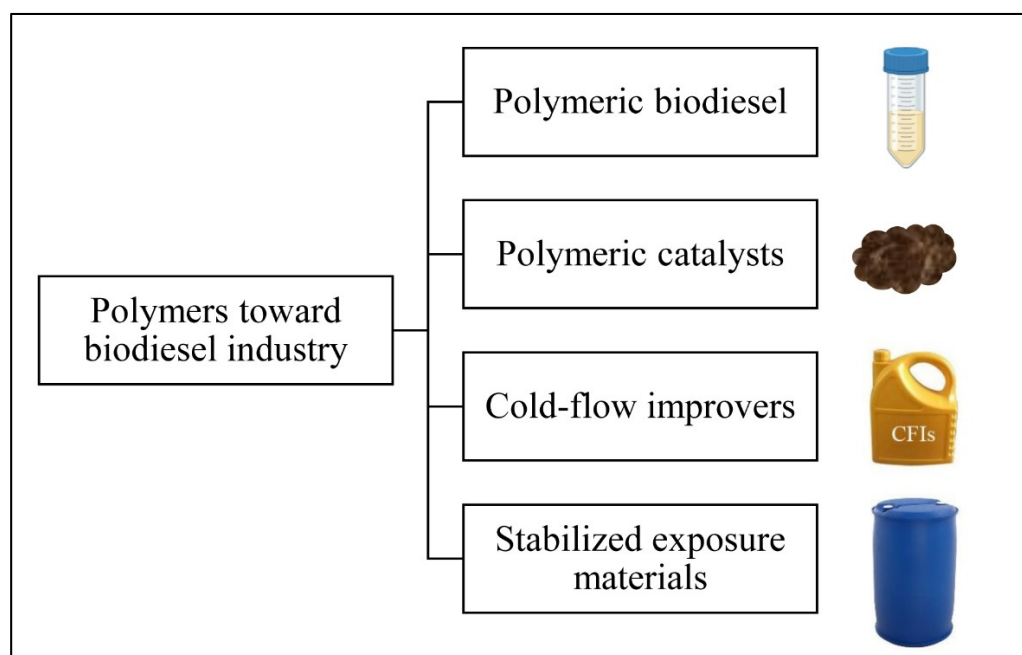 Polymeric biodiesel
Polymeric catalysts
Polymers toward
biodiesel industry
Cold-flow improvers
CFIs
Stabilized exposure
materials